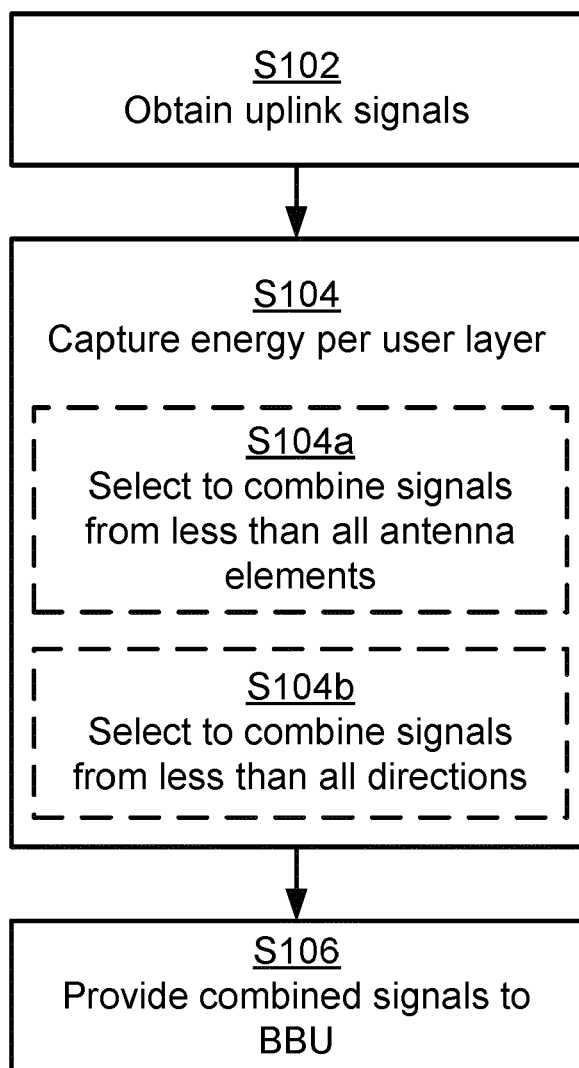 S102
Obtain uplink signals
S104
Capture energy per user layer
S104a
Select to combine signals
from less than all antenna
elements
S104b
Select to combine signals
from less than all directions
S106
Provide combined signals to
BBU